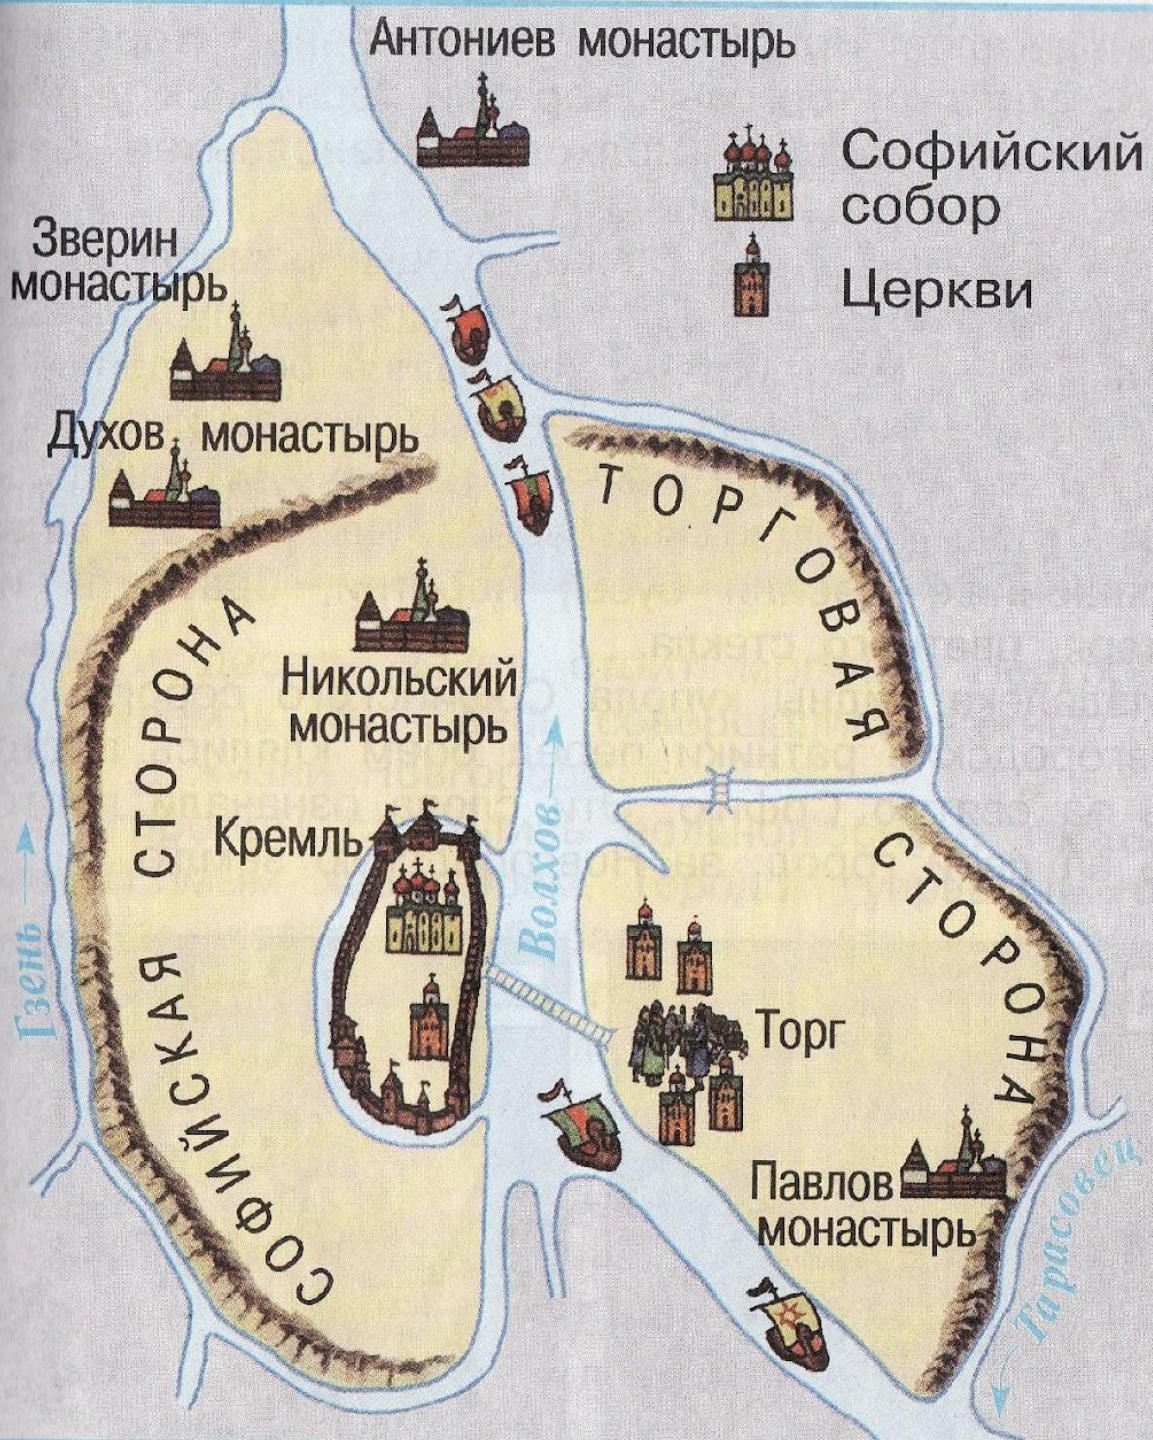 Антониев монастырь
Софийский
собор
Церкви
Зверин
монастырь
Духов монастырь
ТОРГОВАЯ
СТОРОНА
СОФИЙСКАЯ СТОРОНА
Никольский
монастырь
Кремль
Волхов
Гзень
Торг
Павлов
монастырь
Тарасовец